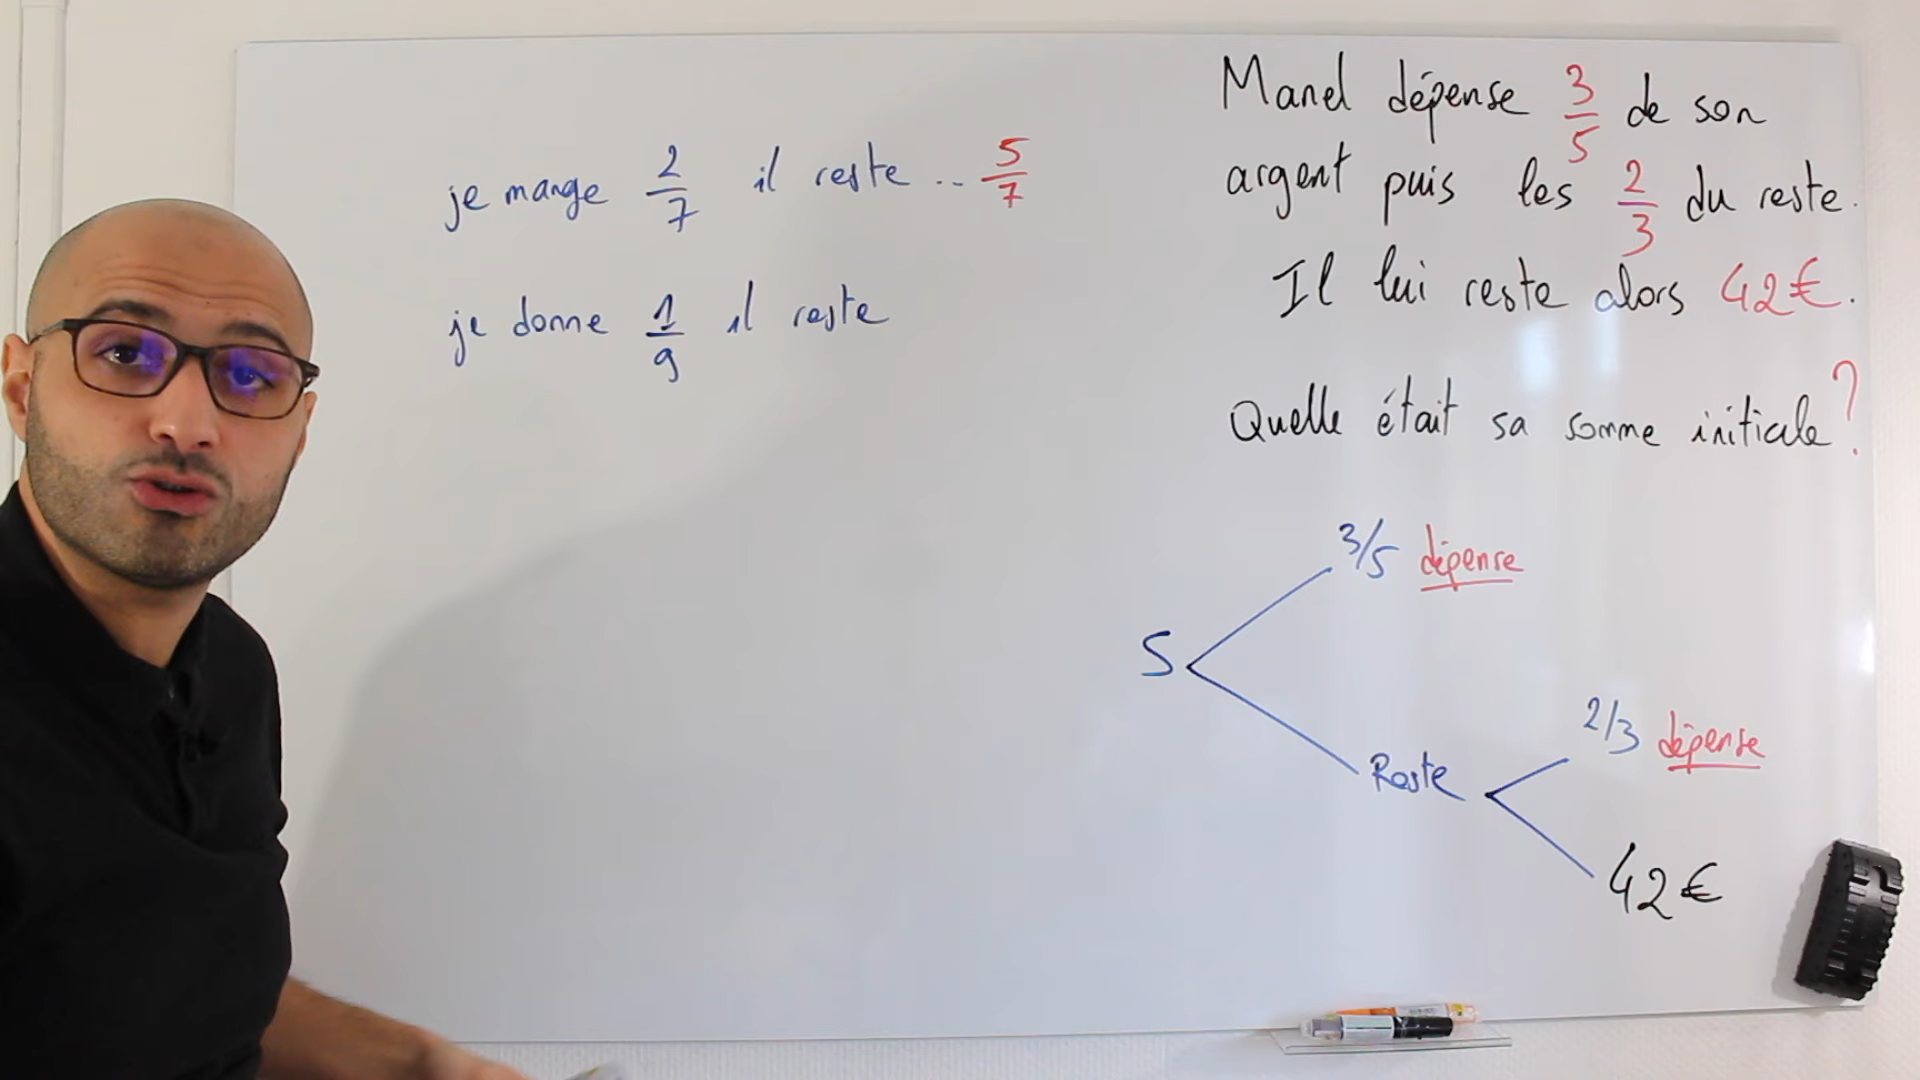 je mange 2/7 il reste .. 5/7
je donne 1/9 il reste
Manel dépense 3/5 de son
argent puis les 2/3 du reste.
Il lui reste alors 42€.
Quelle était sa somme initiale ?
3/5 dépense
S
Reste
2/3 dépense
42€